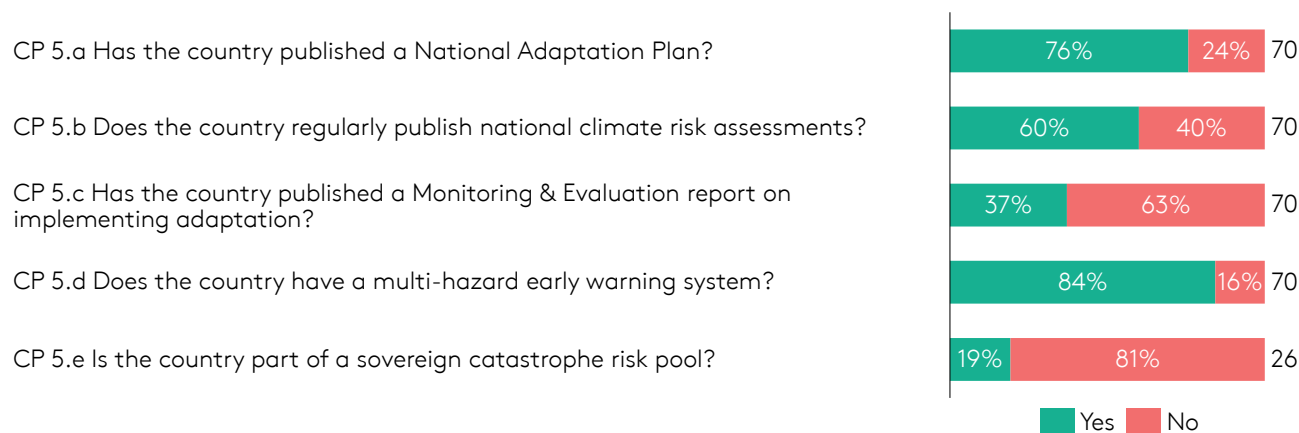 CP 5.a Has the country published a National Adaptation Plan? 76% 24% 70
CP 5.b Does the country regularly publish national climate risk assessments? 60% 40% 70
CP 5.c Has the country published a Monitoring & Evaluation report on
implementing adaptation? 37% 63% 70
CP 5.d Does the country have a multi-hazard early warning system? 84% 16% 70
CP 5.e Is the country part of a sovereign catastrophe risk pool? 19% 81% 26
Yes No